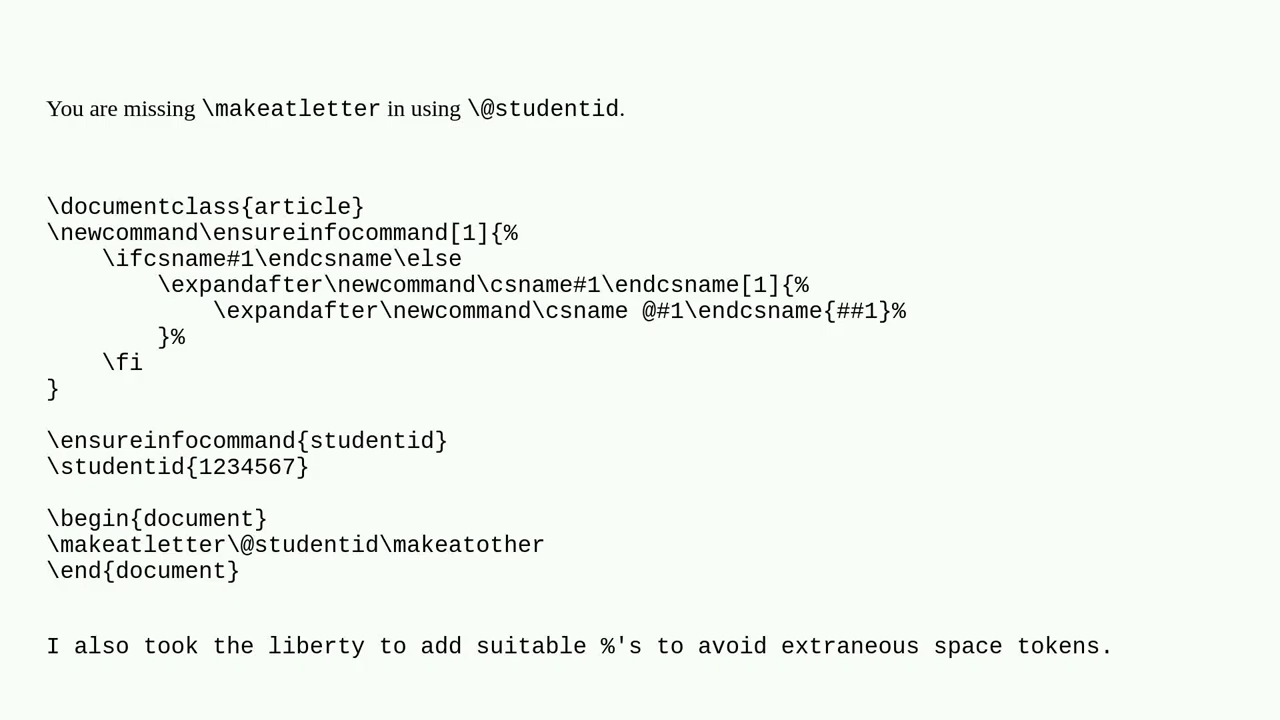 You are missing \makeatletter in using \@studentid.
\documentclass{article}
\newcommand\ensureinfocommand[1]{%
    \ifcsname#1\endcsname\else
        \expandafter\newcommand\csname#1\endcsname[1]{%
            \expandafter\newcommand\csname @#1\endcsname{##1}%
        }%
    \fi
}
\ensureinfocommand{studentid}
\studentid{1234567}
\begin{document}
\makeatletter\@studentid\makeatother
\end{document}
I also took the liberty to add suitable %'s to avoid extraneous space tokens.